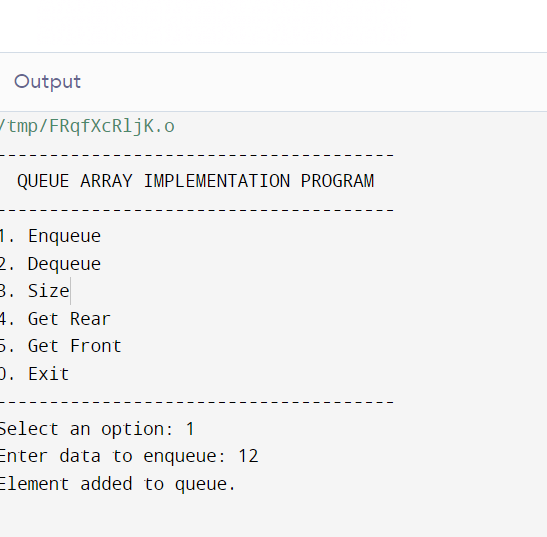 Output
/tmp/FRqfXcRljK.o
--------------------------------------
QUEUE ARRAY IMPLEMENTATION PROGRAM
--------------------------------------
1. Enqueue
2. Dequeue
3. Size
4. Get Rear
5. Get Front
0. Exit
--------------------------------------
Select an option: 1
Enter data to enqueue: 12
Element added to queue.